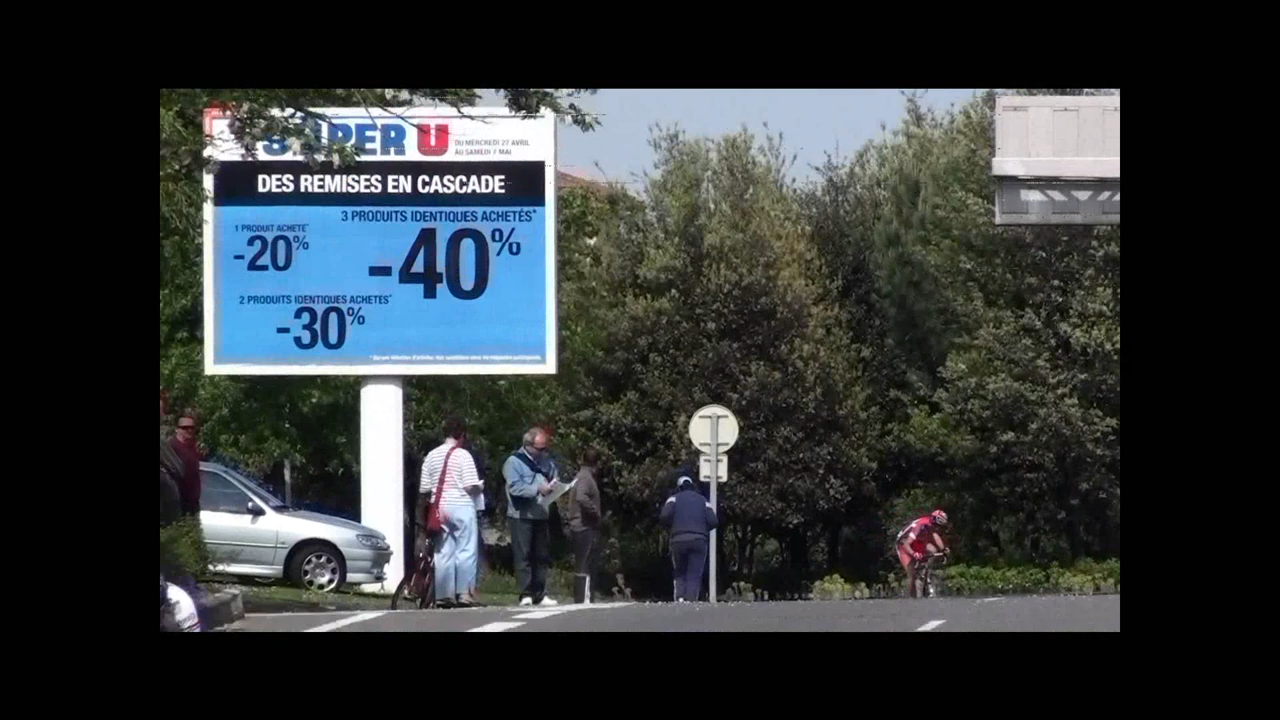 SUPER U
DU MERCREDI 27 AVRIL
AU SAMEDI 7 MAI
DES REMISES EN CASCADE
3 PRODUITS IDENTIQUES ACHETÉS*
1 PRODUIT ACHETÉ*
-20%
-40%
2 PRODUITS IDENTIQUES ACHETÉS*
-30%